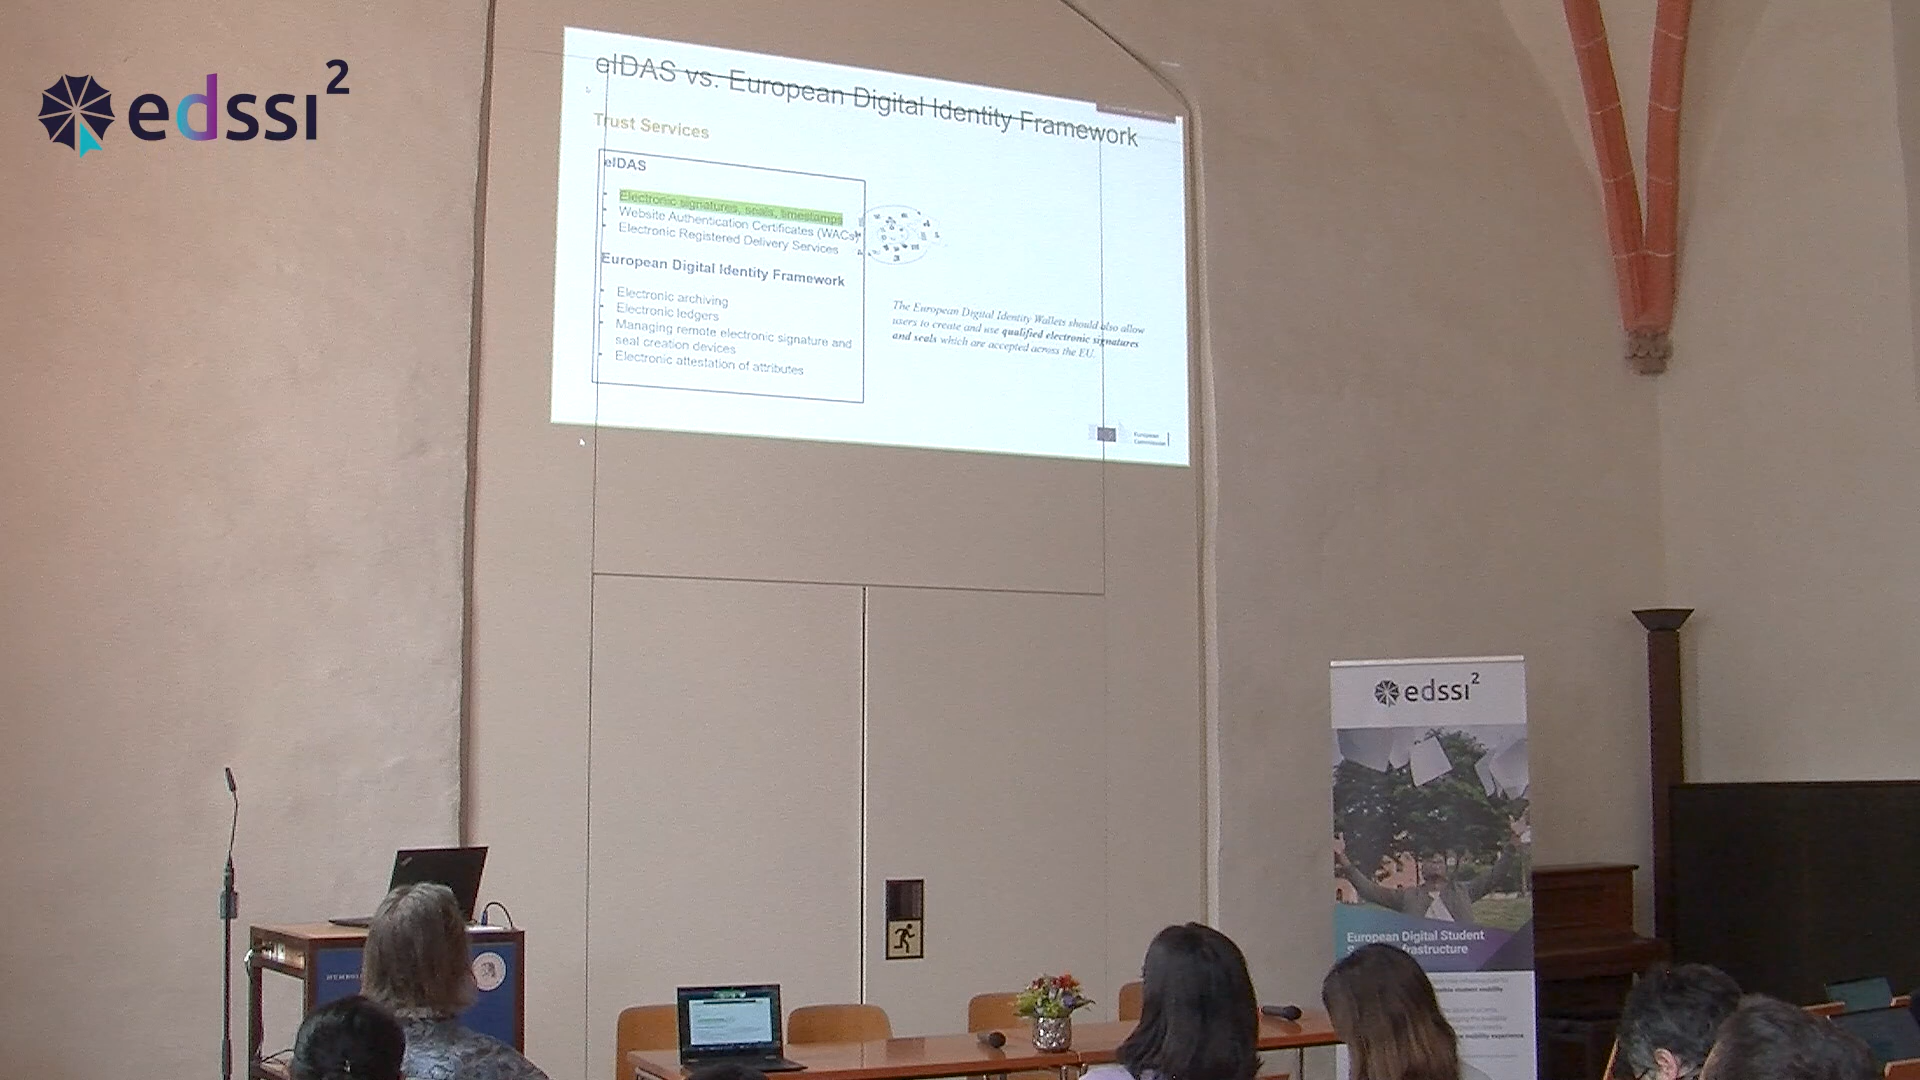 edssi²
eIDAS vs. European Digital Identity Framework
Trust Services
eIDAS
Electronic signatures, seals, timestamps
Website Authentication Certificates (WACs)
Electronic Registered Delivery Services
European Digital Identity Framework
Electronic archiving
Electronic ledgers
Managing remote electronic signature and
seal creation devices
Electronic attestation of attributes
The European Digital Identity Wallets should also allow
users to create and use qualified electronic signatures
and seals which are accepted across the EU.
European
Commission
edssi²
European Digital Student